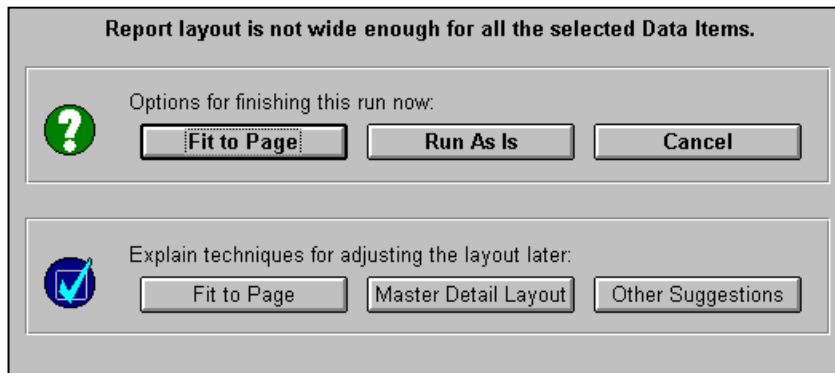 Report layout is not wide enough for all the selected Data Items.
Options for finishing this run now:
Fit to Page Run As Is Cancel
Explain techniques for adjusting the layout later:
Fit to Page Master Detail Layout Other Suggestions